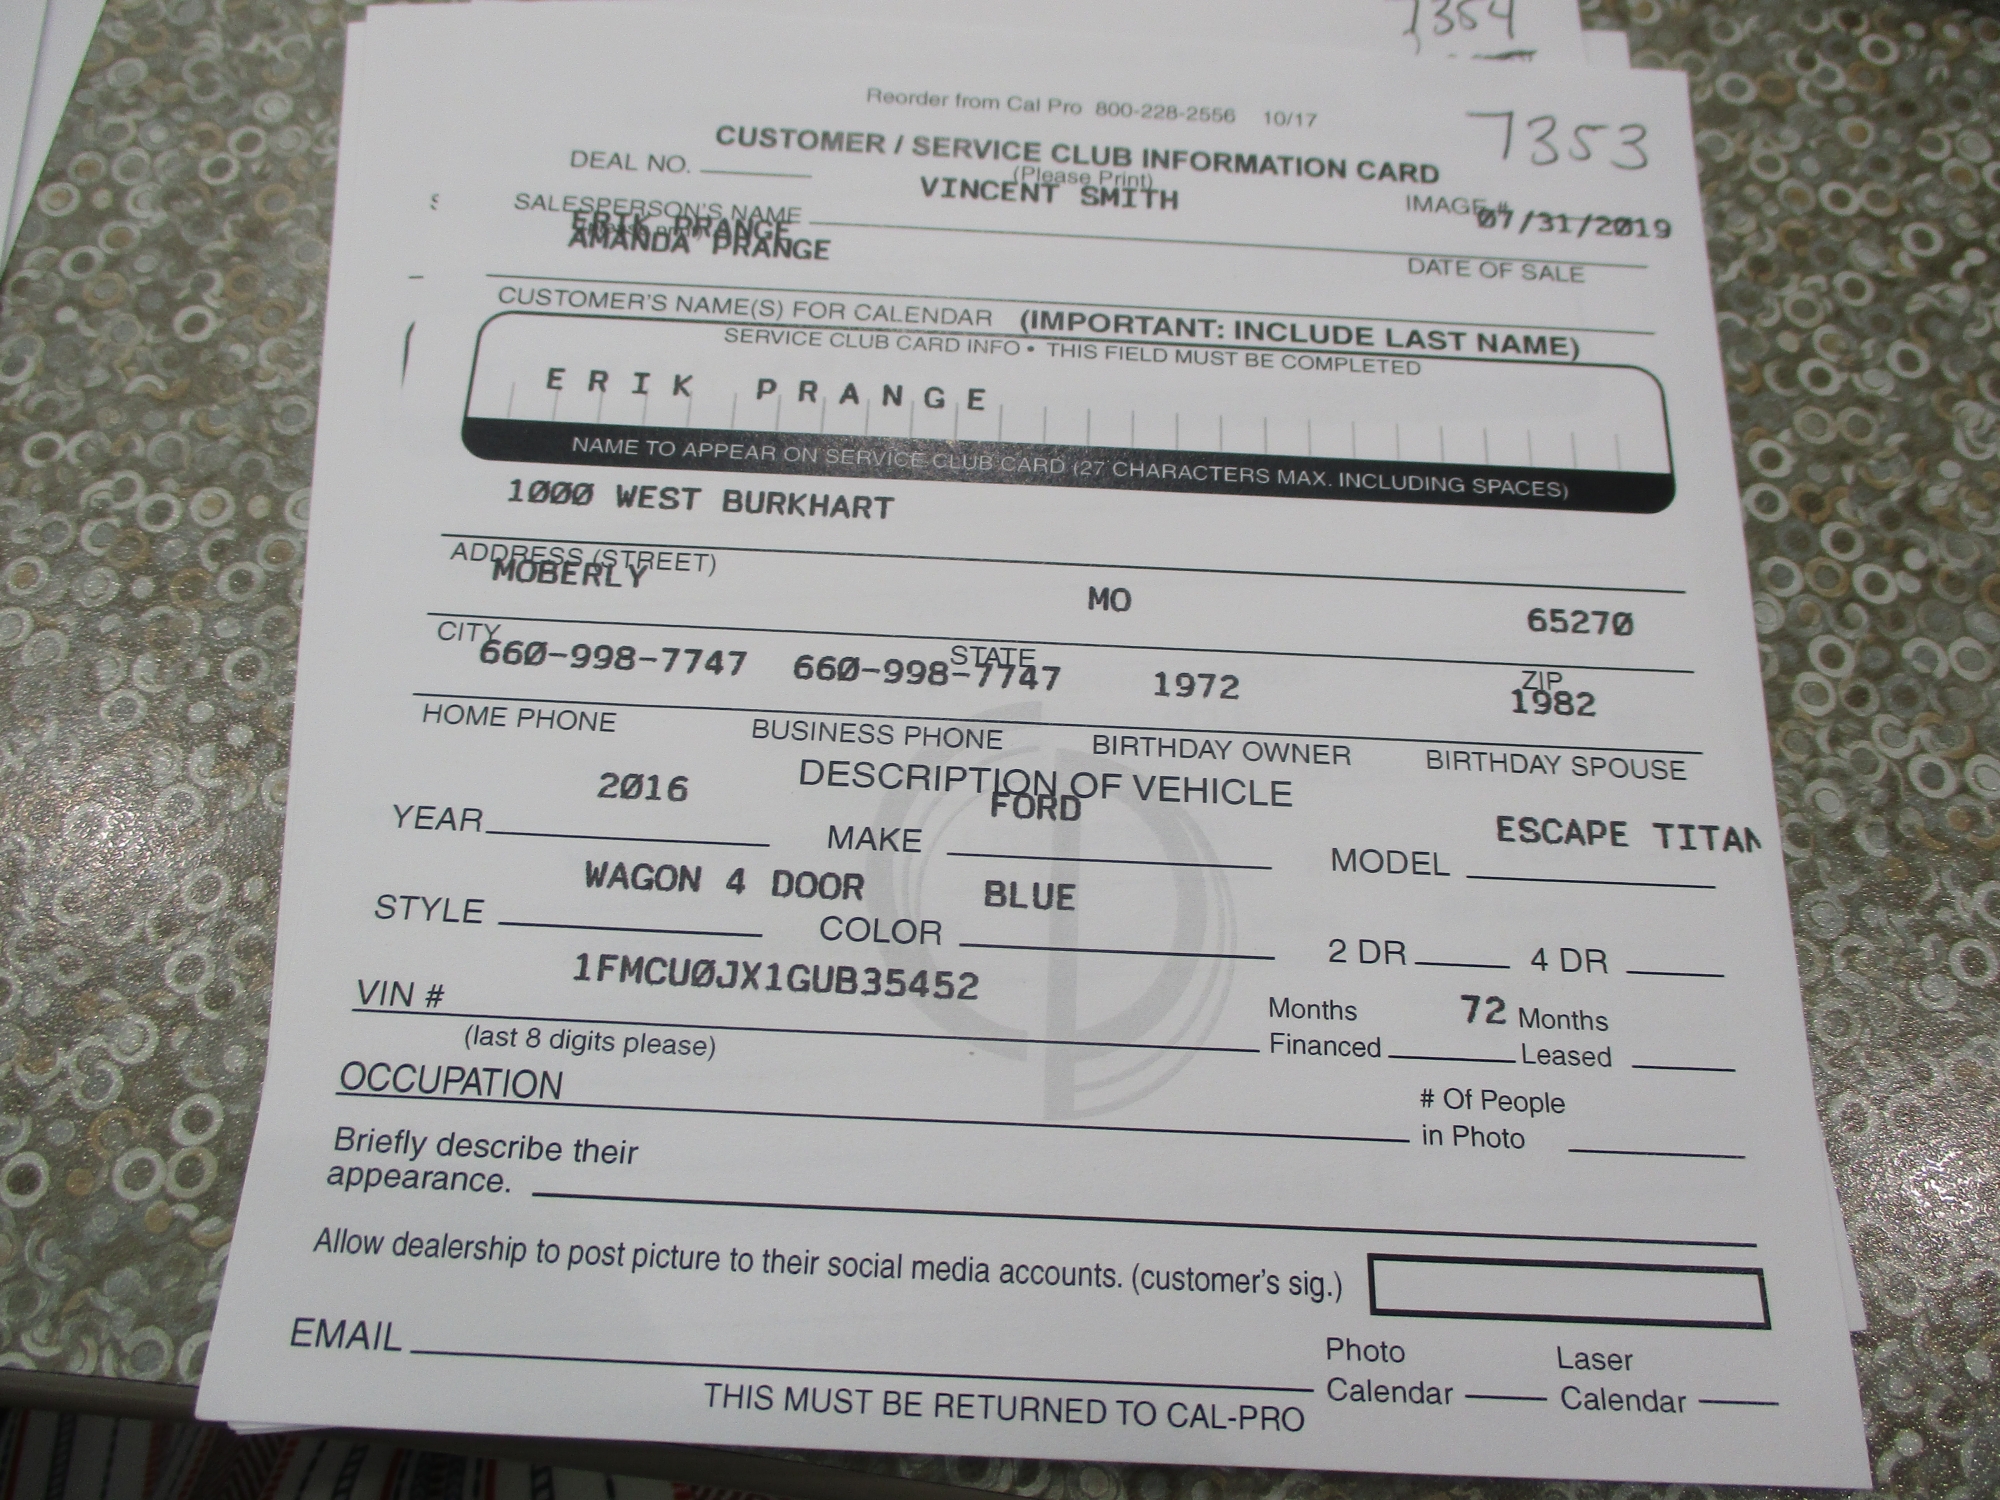 7354
Reorder from Cal Pro 800-228-2556 10/17
7353
CUSTOMER / SERVICE CLUB INFORMATION CARD
DEAL NO.
(Please Print)
VINCENT SMITH
IMAGE #
SALESPERSON'S NAME
07/31/2019
ERIK PRANGE
AMANDA PRANGE
DATE OF SALE
CUSTOMER'S NAME(S) FOR CALENDAR (IMPORTANT: INCLUDE LAST NAME)
SERVICE CLUB CARD INFO • THIS FIELD MUST BE COMPLETED
ERIK PRANGE
NAME TO APPEAR ON SERVICE CLUB CARD (27 CHARACTERS MAX. INCLUDING SPACES)
1000 WEST BURKHART
ADDRESS (STREET)
MOBERLY MO 65270
CITY STATE ZIP
660-998-7747 660-998-7747 1972 1982
HOME PHONE BUSINESS PHONE BIRTHDAY OWNER BIRTHDAY SPOUSE
DESCRIPTION OF VEHICLE
YEAR 2016 MAKE FORD MODEL ESCAPE TITAN
STYLE WAGON 4 DOOR COLOR BLUE 2 DR 4 DR
VIN # 1FMCU0JX1GUB35452
(last 8 digits please)
Months Financed 72 Months Leased
OCCUPATION
# Of People in Photo
Briefly describe their appearance.
Allow dealership to post picture to their social media accounts. (customer's sig.)
EMAIL
Photo Calendar Laser Calendar
THIS MUST BE RETURNED TO CAL-PRO